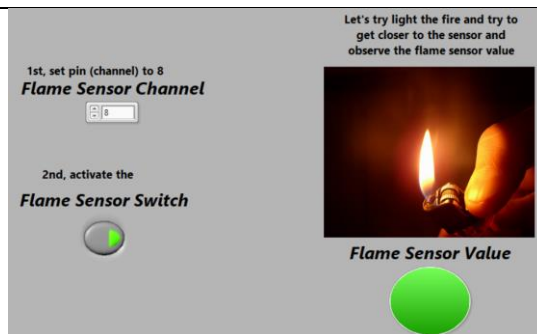 1st, set pin (channel) to 8
Flame Sensor Channel
8
2nd, activate the
Flame Sensor Switch
Let's try light the fire and try to
get closer to the sensor and
observe the flame sensor value
Flame Sensor Value